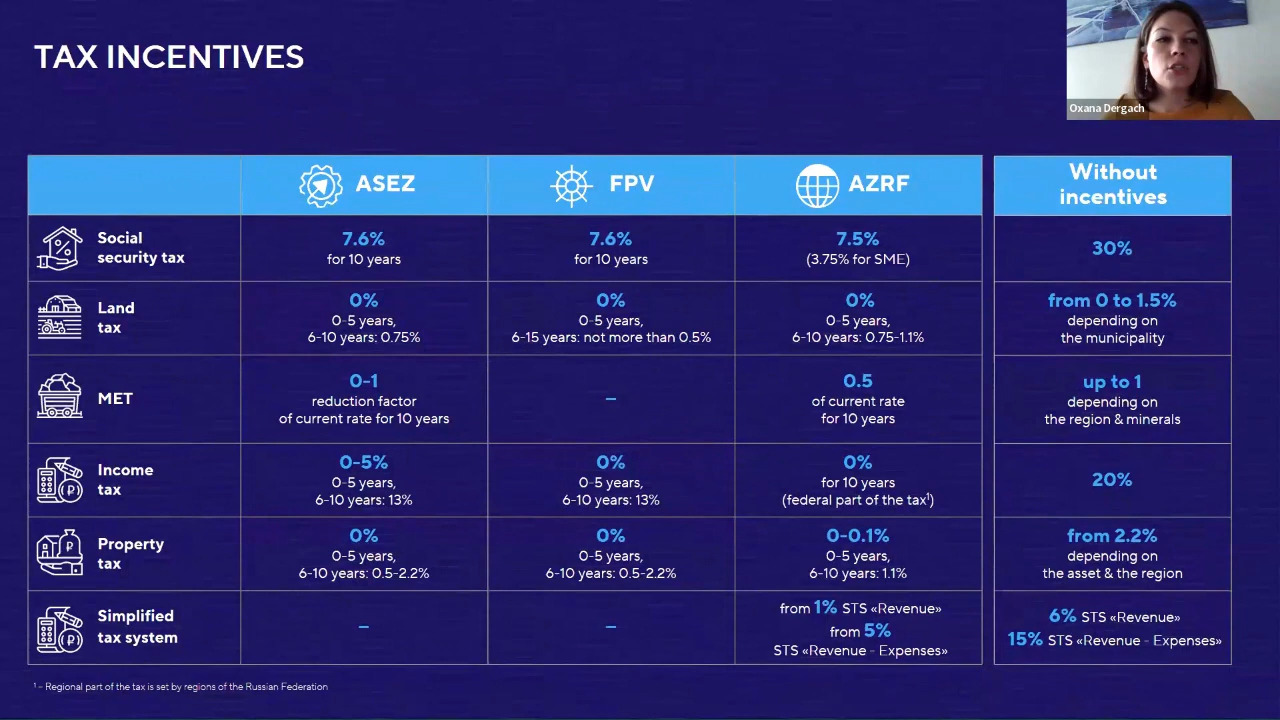 TAX INCENTIVES
Oxana Dergach
ASEZ
FPV
AZRF
Without
incentives
Social
security tax
7.6%
for 10 years
7.6%
for 10 years
7.5%
(3.75% for SME)
30%
Land
tax
0%
0-5 years,
6-10 years: 0.75%
0%
0-5 years,
6-15 years: not more than 0.5%
0%
0-5 years,
6-10 years: 0.75-1.1%
from 0 to 1.5%
depending on
the municipality
MET
0-1
reduction factor
of current rate for 10 years
–
0.5
of current rate
for 10 years
up to 1
depending on
the region & minerals
Income
tax
0-5%
0-5 years,
6-10 years: 13%
0%
0-5 years,
6-10 years: 13%
0%
for 10 years
(federal part of the tax¹)
20%
Property
tax
0%
0-5 years,
6-10 years: 0.5-2.2%
0%
0-5 years,
6-10 years: 0.5-2.2%
0-0.1%
0-5 years,
6-10 years: 1.1%
from 2.2%
depending on
the asset & the region
Simplified
tax system
–
–
from 1% STS «Revenue»
from 5%
STS «Revenue - Expenses»
6% STS «Revenue»
15% STS «Revenue - Expenses»
¹ – Regional part of the tax is set by regions of the Russian Federation